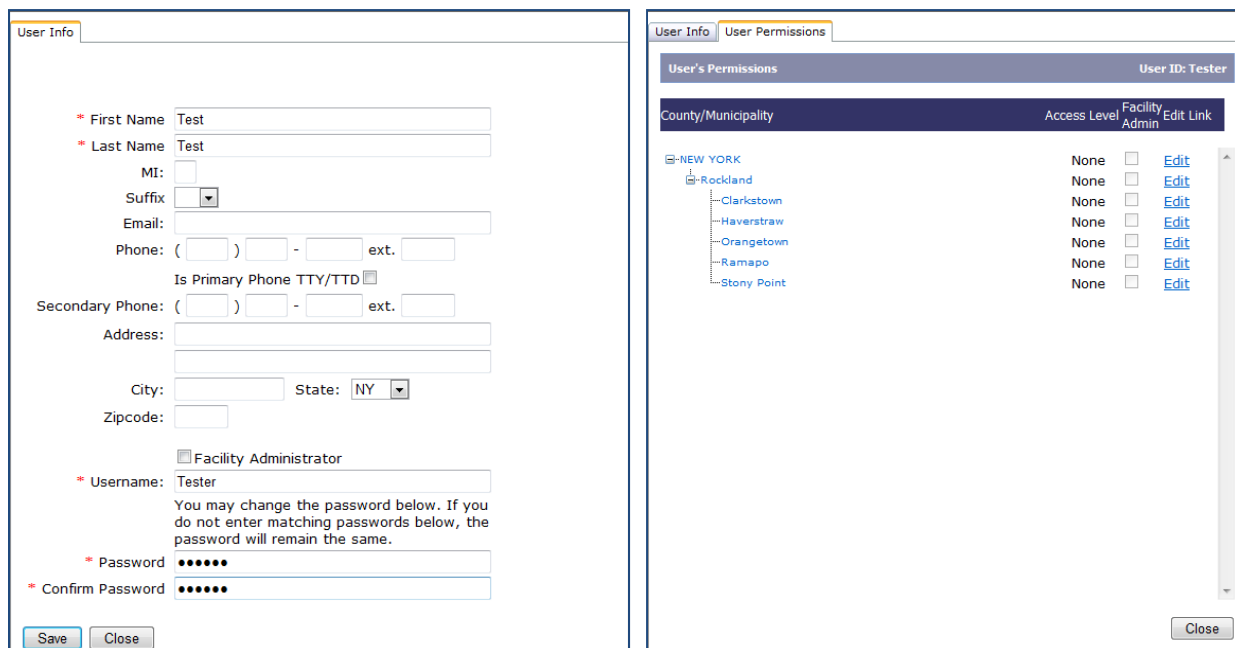 User Info
* First Name Test
* Last Name Test
MI:
Suffix
Email:
Phone: ( ) - ext.
Is Primary Phone TTY/TTD
Secondary Phone: ( ) - ext.
Address:
City: State: NY
Zipcode:
Facility Administrator
* Username: Tester
You may change the password below. If you
do not enter matching passwords below, the
password will remain the same.
* Password ●●●●●●
* Confirm Password ●●●●●●
Save Close
User Info User Permissions
User's Permissions User ID: Tester
County/Municipality Access Level Facility Admin Edit Link
NEW YORK None Edit
Rockland None Edit
Clarkstown None Edit
Haverstraw None Edit
Orangetown None Edit
Ramapo None Edit
Stony Point None Edit
Close